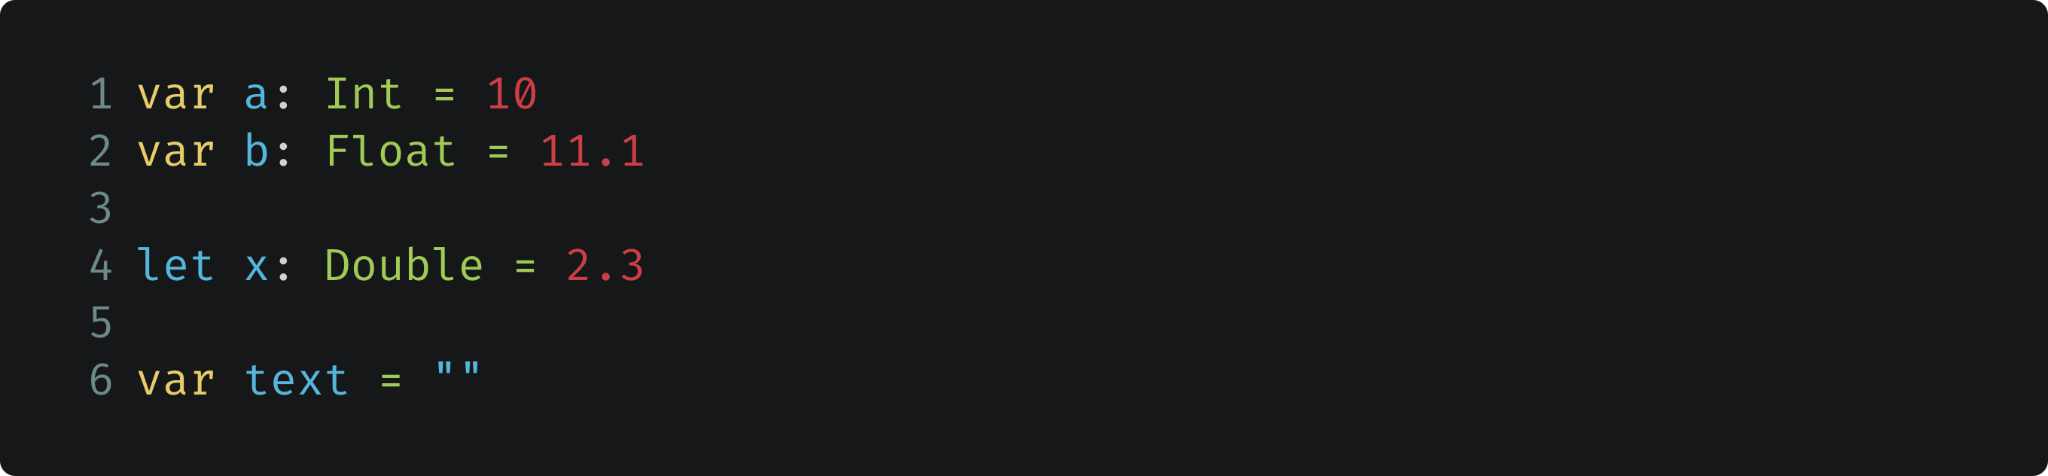 1 var a: Int = 10
2 var b: Float = 11.1
3
4 let x: Double = 2.3
5
6 var text = ""